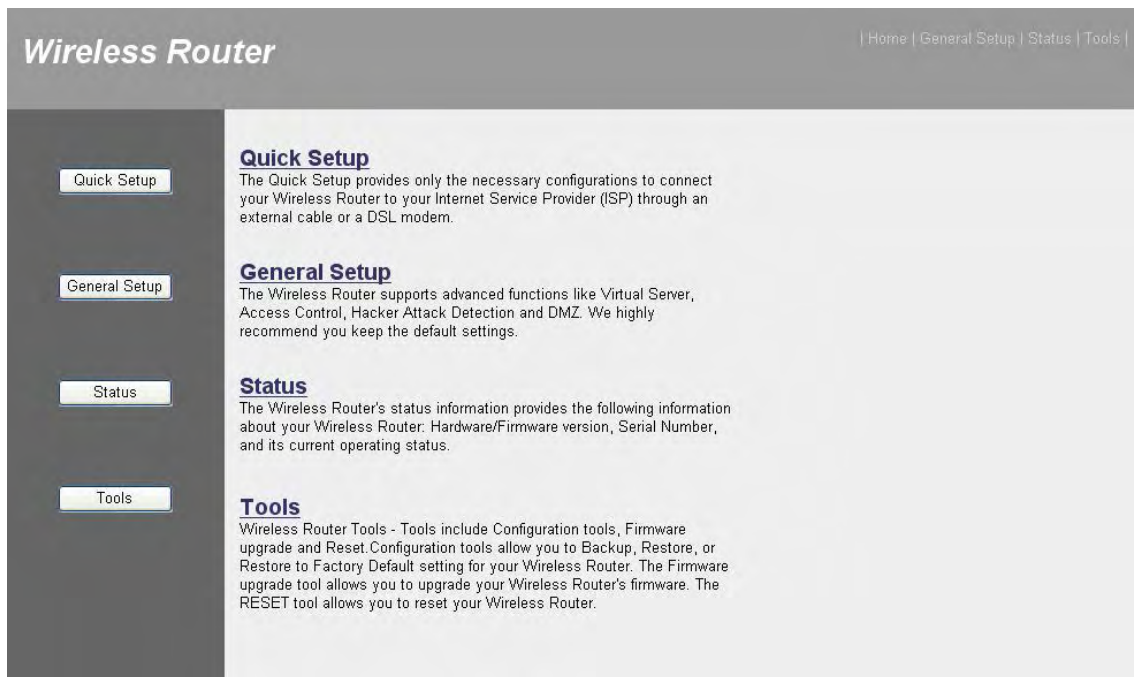 Wireless Router
| Home | General Setup | Status | Tools |
Quick Setup
Quick Setup
The Quick Setup provides only the necessary configurations to connect
your Wireless Router to your Internet Service Provider (ISP) through an
external cable or a DSL modem.
General Setup
General Setup
The Wireless Router supports advanced functions like Virtual Server,
Access Control, Hacker Attack Detection and DMZ. We highly
recommend you keep the default settings.
Status
Status
The Wireless Router's status information provides the following information
about your Wireless Router: Hardware/Firmware version, Serial Number,
and its current operating status.
Tools
Tools
Wireless Router Tools - Tools include Configuration tools, Firmware
upgrade and Reset.Configuration tools allow you to Backup, Restore, or
Restore to Factory Default setting for your Wireless Router. The Firmware
upgrade tool allows you to upgrade your Wireless Router's firmware. The
RESET tool allows you to reset your Wireless Router.